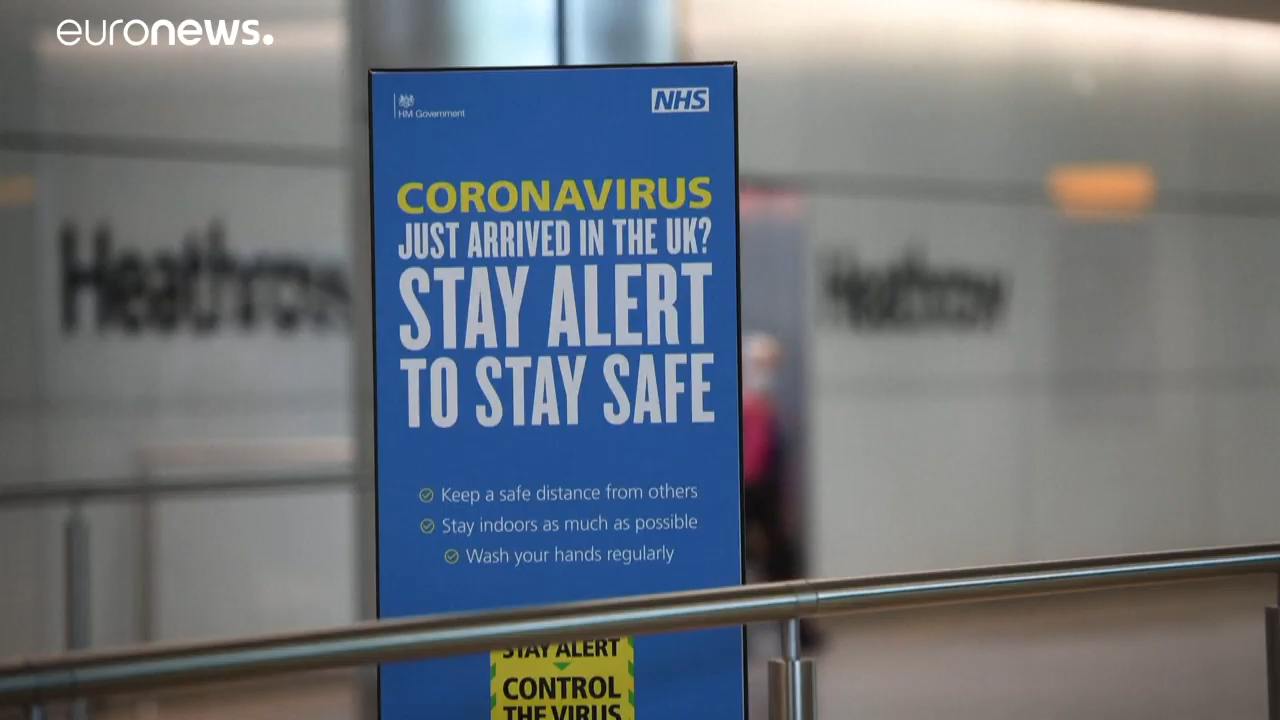 euronews.
HM Government
NHS
CORONAVIRUS
JUST ARRIVED IN THE UK?
STAY ALERT
TO STAY SAFE
Heathrow
Heathrow
Keep a safe distance from others
Stay indoors as much as possible
Wash your hands regularly
STAY ALERT
CONTROL
THE VIRUS